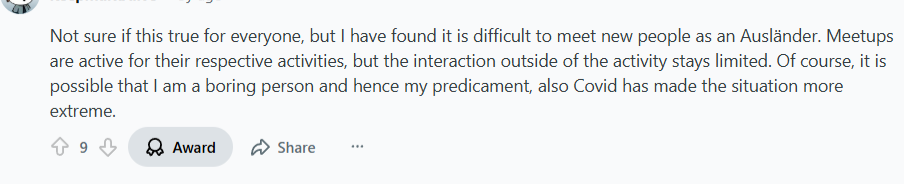 Not sure if this true for everyone, but I have found it is difficult to meet new people as an Ausländer. Meetups
are active for their respective activities, but the interaction outside of the activity stays limited. Of course, it is
possible that I am a boring person and hence my predicament, also Covid has made the situation more
extreme.
9 Award Share ...